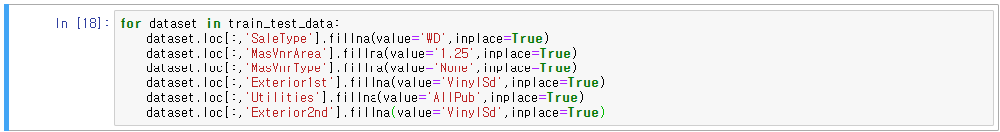 In [18]: for dataset in train_test_data:
    dataset.loc[:,'SaleType'].fillna(value='WD',inplace=True)
    dataset.loc[:,'MasVnrArea'].fillna(value='1.25',inplace=True)
    dataset.loc[:,'MasVnrType'].fillna(value='None',inplace=True)
    dataset.loc[:,'Exterior1st'].fillna(value='VinylSd',inplace=True)
    dataset.loc[:,'Utilities'].fillna(value='AllPub',inplace=True)
    dataset.loc[:,'Exterior2nd'].fillna(value='VinylSd',inplace=True)